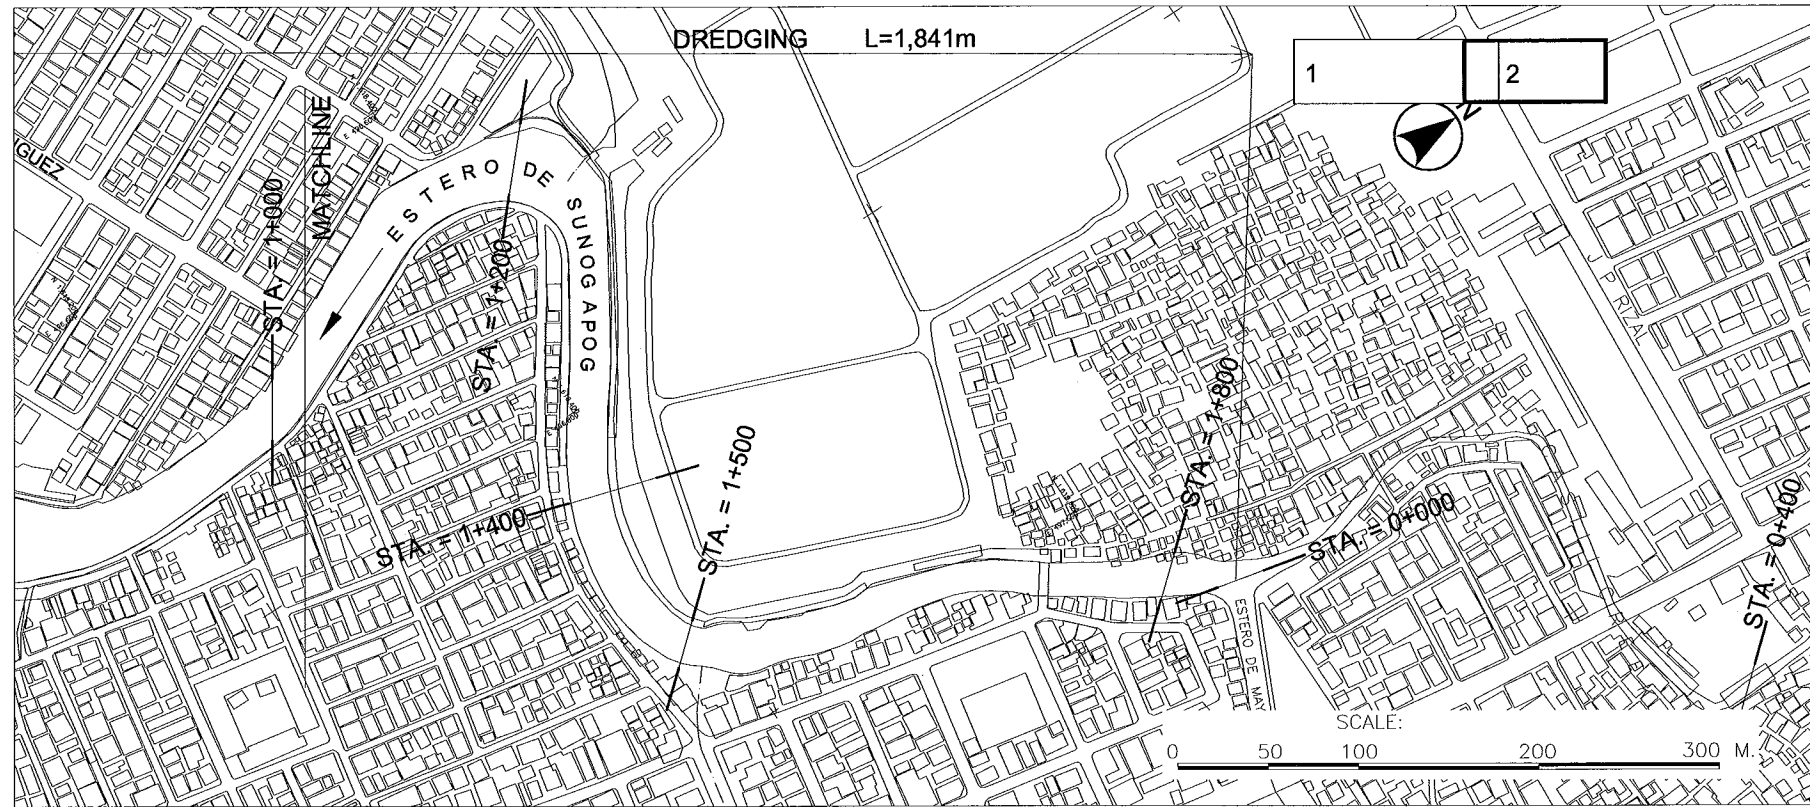 DREDGING L=1,841m
1
2
N
IGUEZ
MATCHLINE
STA. = 1+000
ESTERO DE SUNOG APOG
STA. = 1+200
STA. = 1+400
STA. = 1+500
STA. = 1+800
STA. = 0+000
STA. = 0+400
J. P. RIZAL
ESTERO DE MAY
SCALE:
0 50 100 200 300 M.